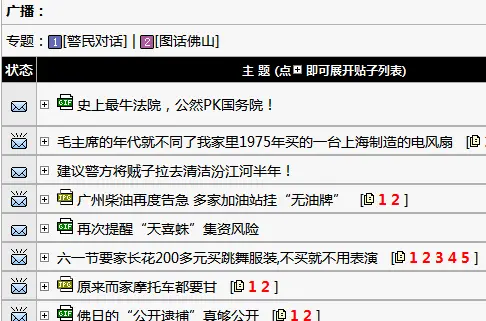 广播：
专题：1[警民对话] | 2[图话佛山]
状态 主 题 (点 即可展开贴子列表)
GIF 史上最牛法院，公然PK国务院！
毛主席的年代就不同了我家里1975年买的一台上海制造的电风扇 [ 1 2
建议警方将贼子拉去清洁汾江河半年！
JPG 广州柴油再度告急 多家加油站挂“无油牌” [ 1 2 ]
GIF 再次提醒“天喜蛛”集资风险
六一节要家长花200多元买跳舞服装,不买就不用表演 [ 1 2 3 4 5 ]
JPG 原来而家摩托车都要甘 [ 1 2 ]
GIF 佛日的“公开逮捕”真够公开 [ 1 2 ]